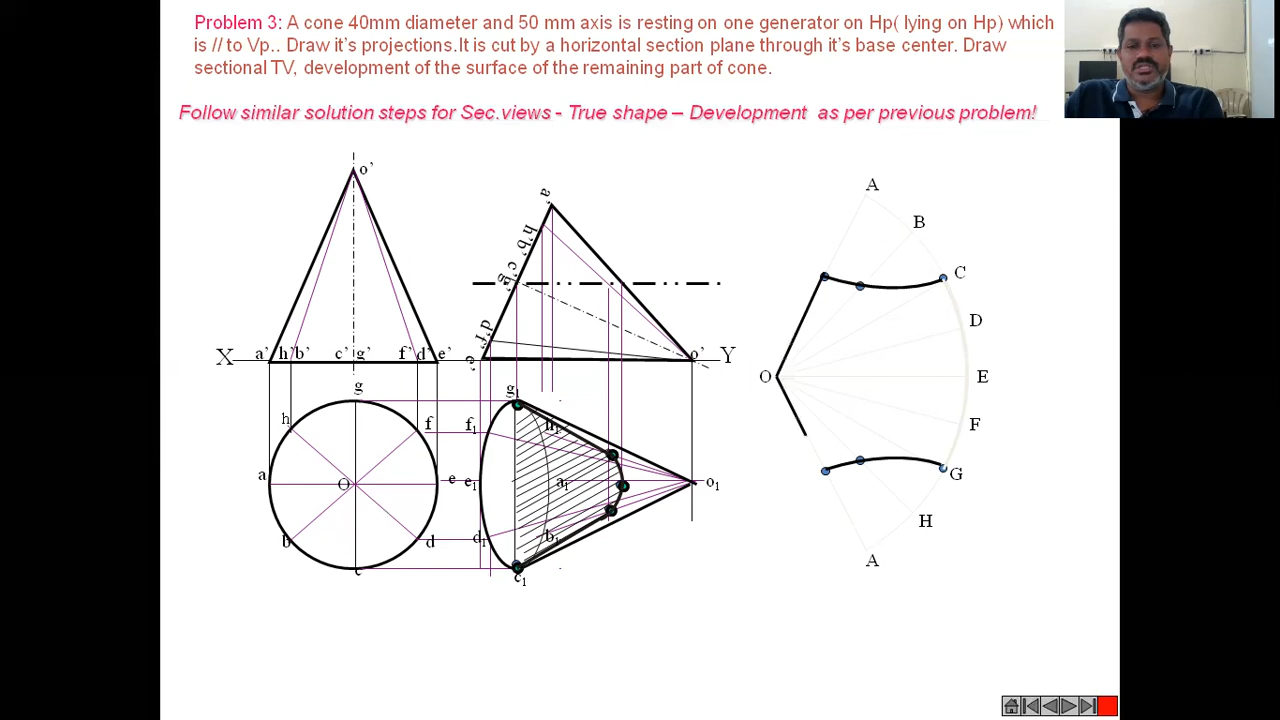 Problem 3: A cone 40mm diameter and 50 mm axis is resting on one generator on Hp( lying on Hp) which
is // to Vp.. Draw it’s projections.It is cut by a horizontal section plane through it’s base center. Draw
sectional TV, development of the surface of the remaining part of cone.
Follow similar solution steps for Sec.views - True shape – Development as per previous problem!
o’
a’
A
B
h’b’
c’
g’
C
D
d’
f’
X a’ h’b’ c’ g’ f’ d’ e’
e’
o’ Y
O
E
g
g1
h
f
f1
h1
F
a
O
e
e1
a1
o1
G
b
d
d1
b1
H
c
c1
A